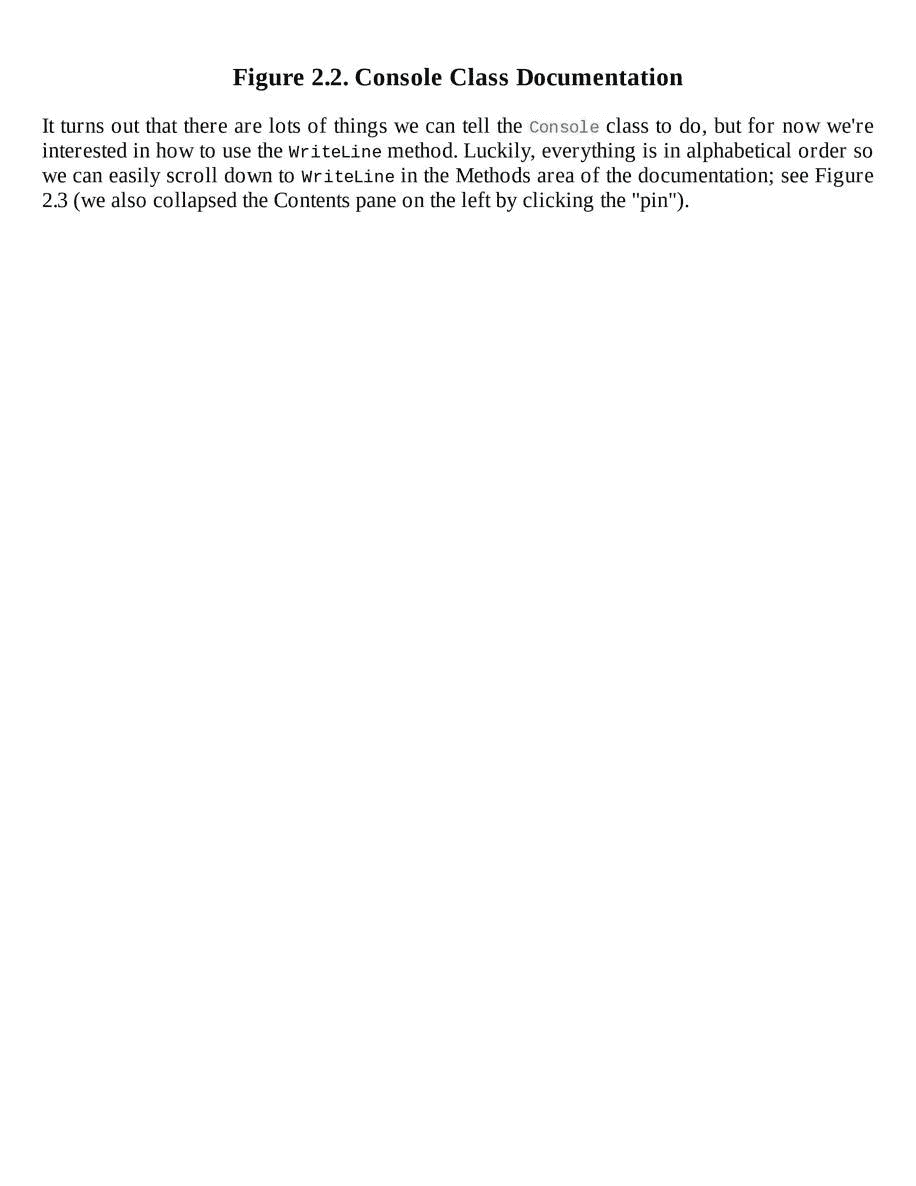 Figure 2.2. Console Class Documentation
It turns out that there are lots of things we can tell the Console class to do, but for now we're
interested in how to use the WriteLine method. Luckily, everything is in alphabetical order so
we can easily scroll down to WriteLine in the Methods area of the documentation; see Figure
2.3 (we also collapsed the Contents pane on the left by clicking the "pin").